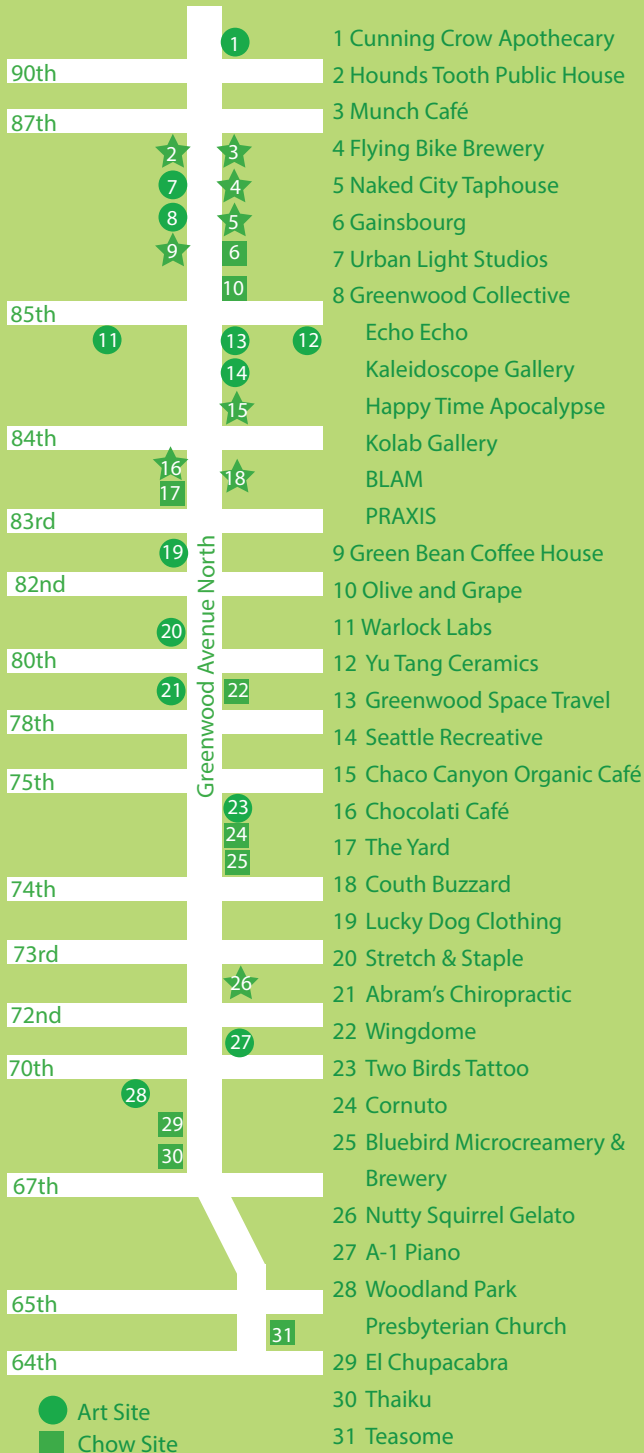 1
90th
87th
2
3
7
4
8
5
9
6
10
85th
11
13
12
14
15
84th
16
18
17
83rd
19
82nd
20
80th
21
22
78th
Greenwood Avenue North
75th
23
24
25
74th
73rd
26
72nd
27
70th
28
29
30
67th
65th
31
64th
Art Site
Chow Site
1 Cunning Crow Apothecary
2 Hounds Tooth Public House
3 Munch Café
4 Flying Bike Brewery
5 Naked City Taphouse
6 Gainsbourg
7 Urban Light Studios
8 Greenwood Collective
Echo Echo
Kaleidoscope Gallery
Happy Time Apocalypse
Kolab Gallery
BLAM
PRAXIS
9 Green Bean Coffee House
10 Olive and Grape
11 Warlock Labs
12 Yu Tang Ceramics
13 Greenwood Space Travel
14 Seattle Recreative
15 Chaco Canyon Organic Café
16 Chocolati Café
17 The Yard
18 Couth Buzzard
19 Lucky Dog Clothing
20 Stretch & Staple
21 Abram's Chiropractic
22 Wingdome
23 Two Birds Tattoo
24 Cornuto
25 Bluebird Microcreamery &
Brewery
26 Nutty Squirrel Gelato
27 A-1 Piano
28 Woodland Park
Presbyterian Church
29 El Chupacabra
30 Thaiku
31 Teasome